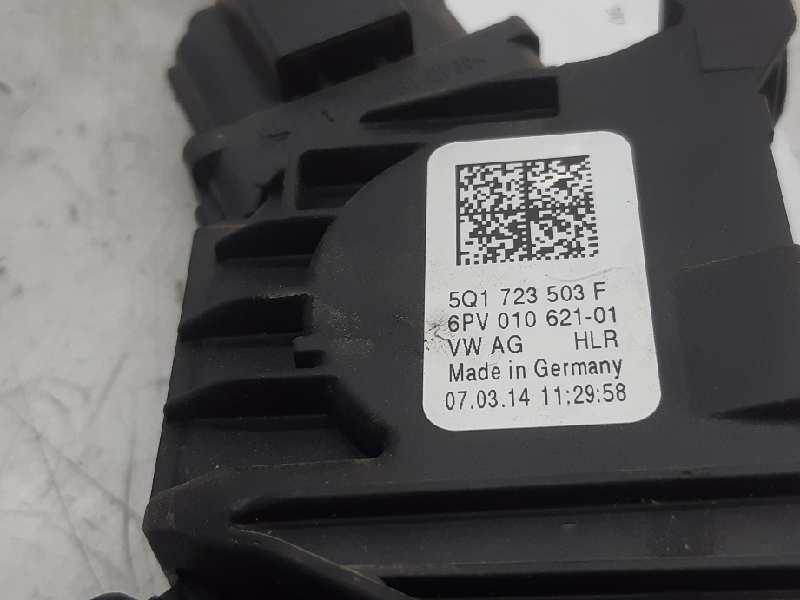 5Q1 723 503 F
6PV 010 621-01
VW AG HLR
Made in Germany
07.03.14 11:29:58